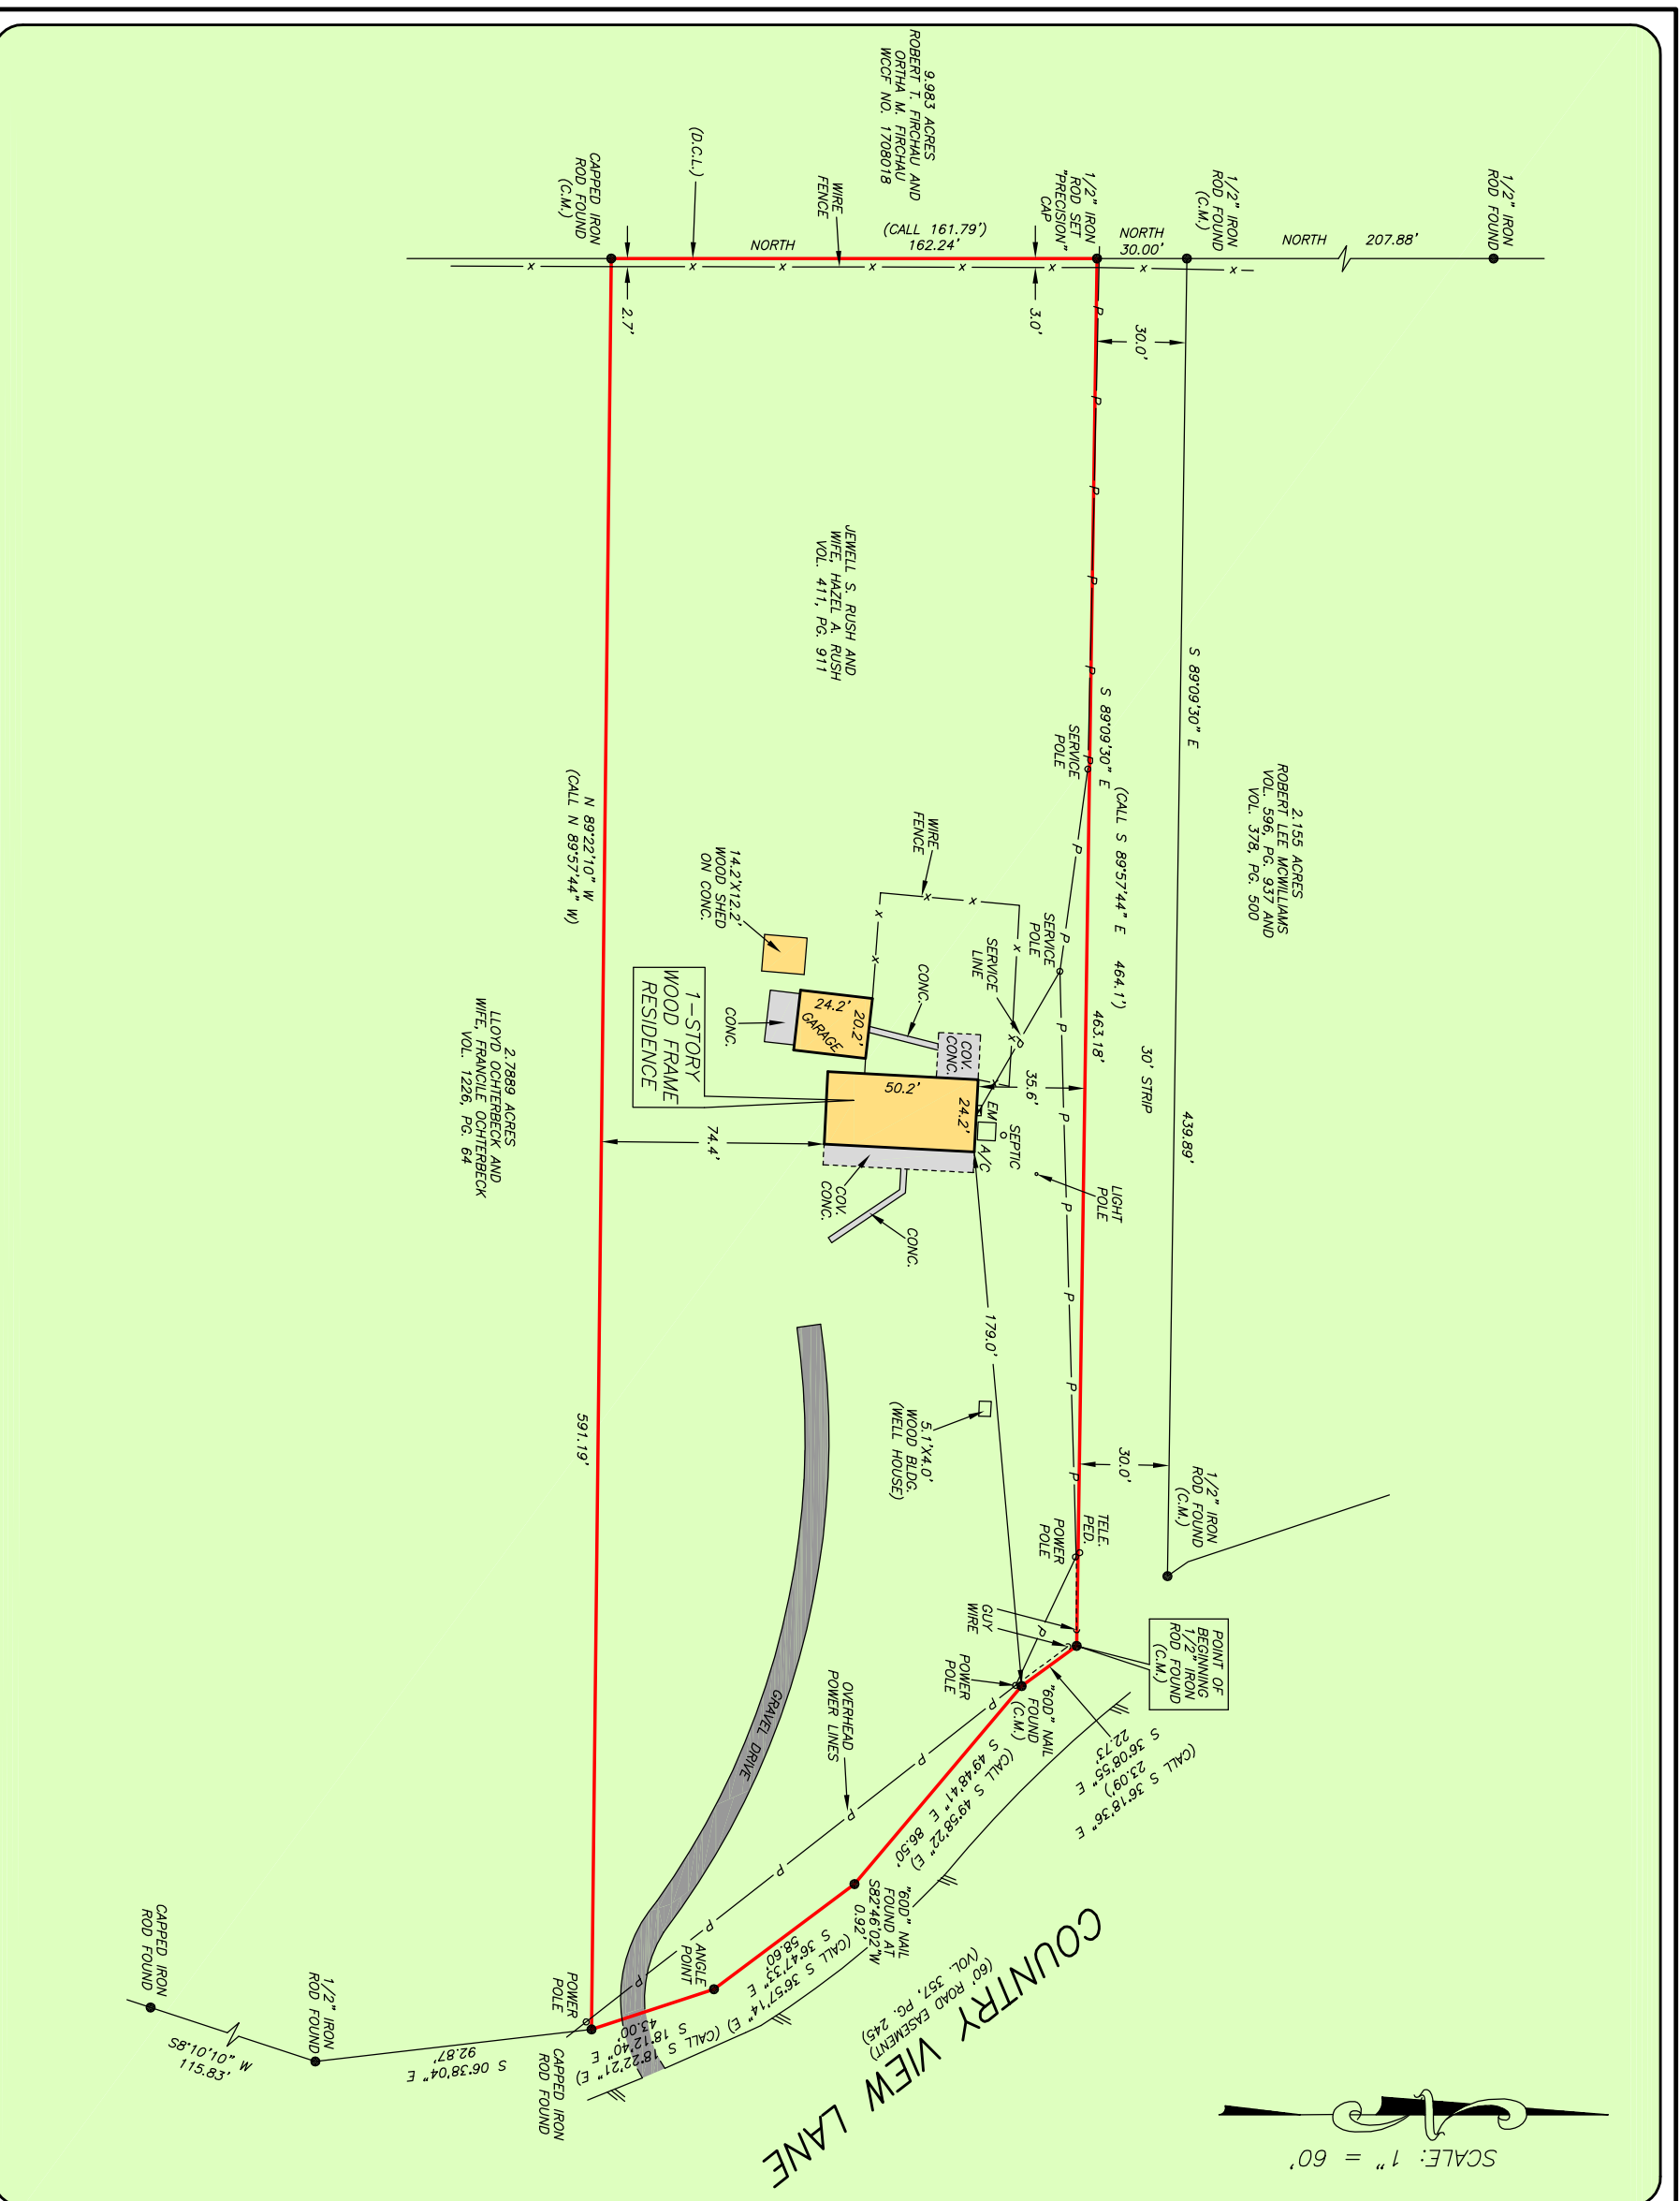 1/2" IRON
ROD FOUND
207.88'
NORTH
1/2" IRON
ROD FOUND
(C.M.)
NORTH
30.00'
1/2" IRON
ROD SET
"PRECISION"
CAP
9.983 ACRES
ROBERT T. FIRCHAU AND
ORTHA M. FIRCHAU
WCCF NO. 1708018
(CALL 161.79')
162.24'
NORTH
WIRE
FENCE
(D.C.L.)
CAPPED IRON
ROD FOUND
(C.M.)
2.7'
3.0'
30.0'
S 89°09'30" E
439.89'
2.155 ACRES
ROBERT LEE MCWILLIAMS
VOL. 596, PG. 937 AND
VOL. 378, PG. 500
30' STRIP
JEWELL S. RUSH AND
WIFE, HAZEL A. RUSH
VOL. 411, PG. 911
S 89°09'30" E
(CALL S 89°57'44" E 464.1')
463.18'
SERVICE
POLE
SERVICE
POLE
SERVICE
LINE
WIRE
FENCE
14.2'X12.2'
WOOD SHED
ON CONC.
CONC.
COV.
CONC.
24.2'
20.2'
GARAGE
CONC.
1-STORY
WOOD FRAME
RESIDENCE
50.2'
24.2'
35.6'
EM
A/C
SEPTIC
LIGHT
POLE
74.4'
COV.
CONC.
CONC.
179.0'
5.1'X4.0'
WOOD BLDG.
(WELL HOUSE)
N 89°22'10" W
(CALL N 89°57'44" W)
591.19'
2.7889 ACRES
LLOYD OCHTERBECK AND
WIFE, FRANCILE OCHTERBECK
VOL. 1226, PG. 64
30.0'
1/2" IRON
ROD FOUND
(C.M.)
TELE.
PED.
POWER
POLE
GUY
WIRE
POINT OF
BEGINNING
1/2" IRON
ROD FOUND
(C.M.)
POWER
POLE
"60D" NAIL
FOUND
(C.M.)
(CALL S 36°18'36" E
23.09')
S 36°08'55" E
22.73'
OVERHEAD
POWER LINES
GRAVEL DRIVE
(CALL S 49°58'22" E)
S 49°48'41" E 86.50'
"60D" NAIL
FOUND AT
S82°46'02"W
0.92'
(CALL S 36°57'14" E)
S 36°47'33" E
58.60'
ANGLE
POINT
(CALL S 18°22'21" E)
S 18°12'40" E
43.00'
POWER
POLE
CAPPED IRON
ROD FOUND
S 06°38'04" E
92.87'
1/2" IRON
ROD FOUND
S8°10'10" W
115.83'
CAPPED IRON
ROD FOUND
COUNTRY VIEW LANE
(60' ROAD EASEMENT)
(VOL. 357, PG. 245)
SCALE: 1" = 60'
P P P P P P P P P P P P P P P P P P P P P P
x x x x x x x x x x x x x x x